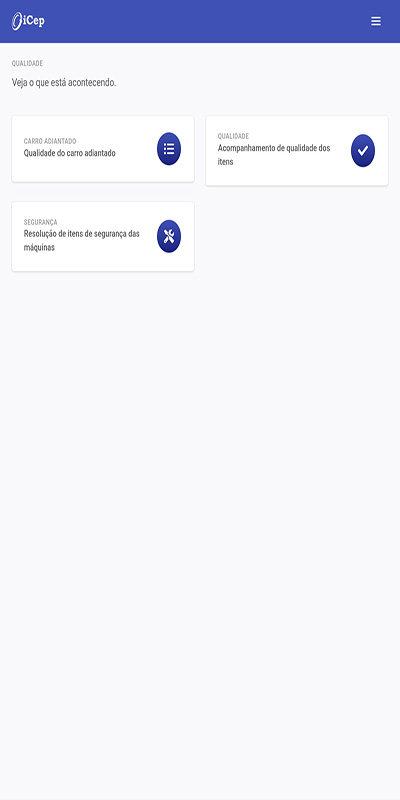 iCep
QUALIDADE
Veja o que está acontecendo.
CARRO ADIANTADO
Qualidade do carro adiantado
QUALIDADE
Acompanhamento de qualidade dos
itens
SEGURANÇA
Resolução de itens de segurança das
máquinas